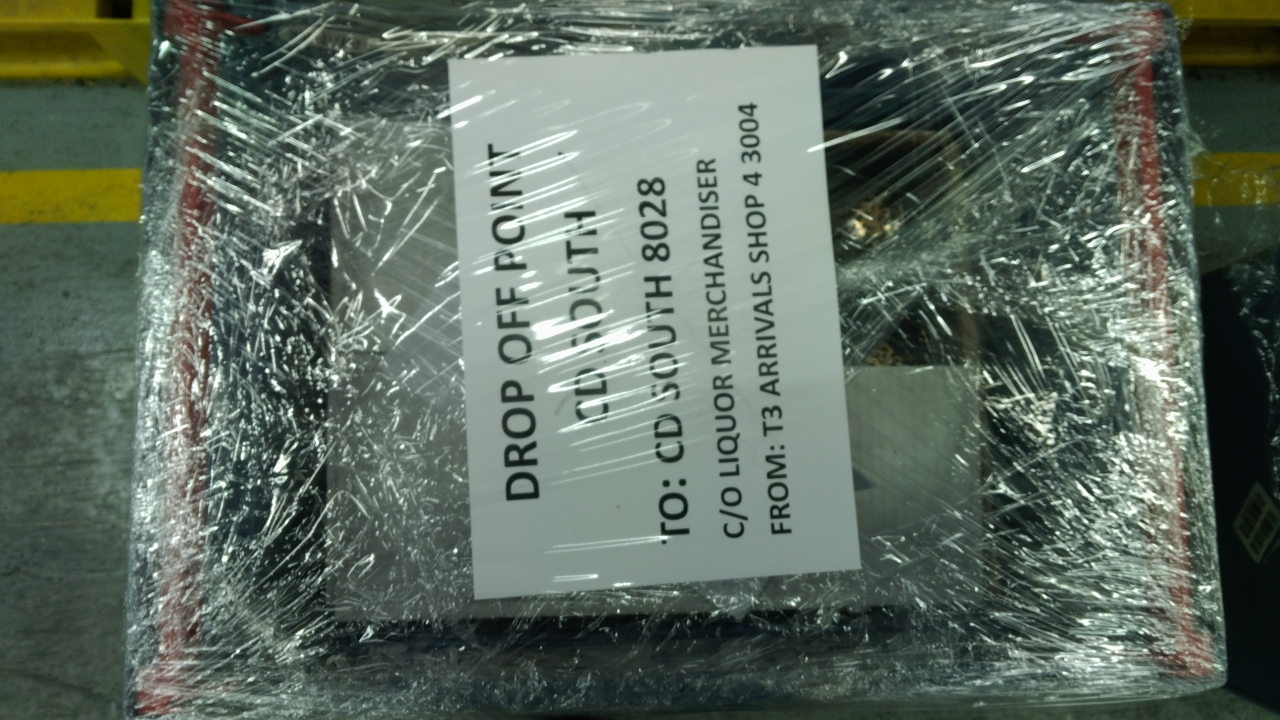 DROP OFF POINT
CD SOUTH
TO: CD SOUTH 8028
C/O LIQUOR MERCHANDISER
FROM: T3 ARRIVALS SHOP 4 3004